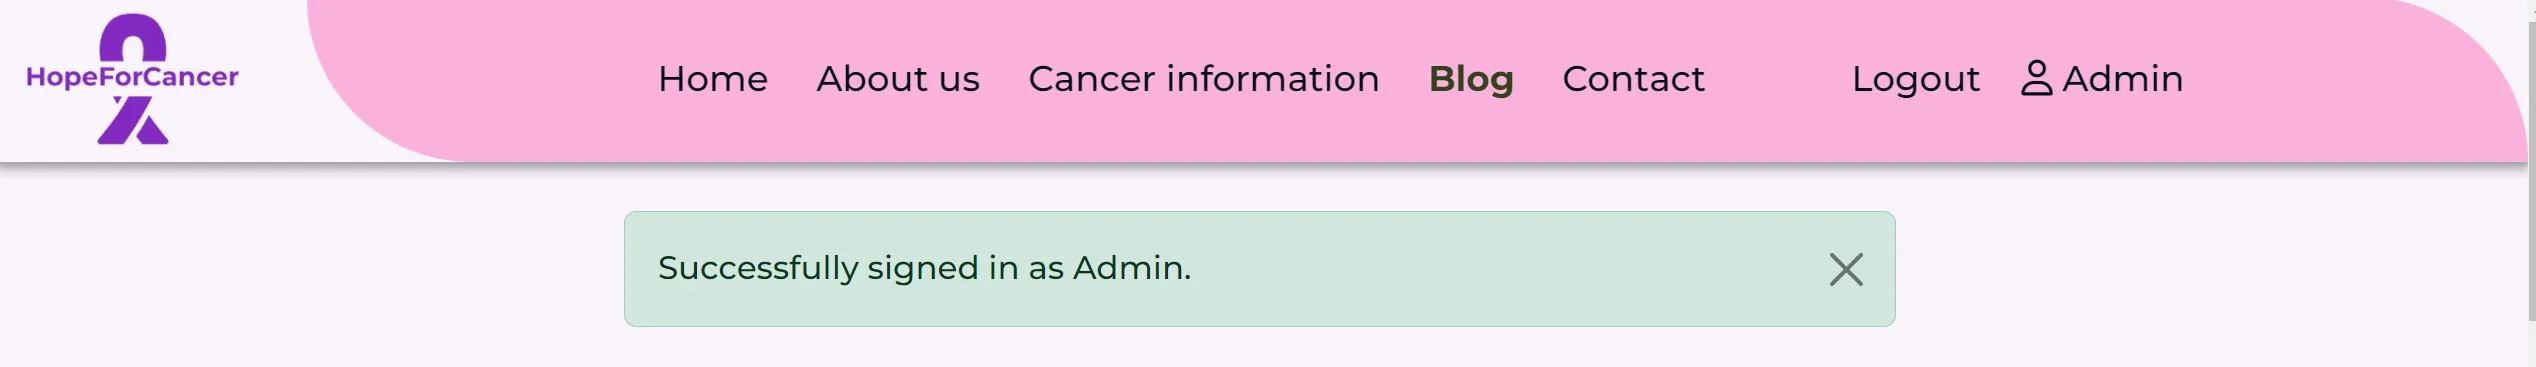 HopeForCancer
Home About us Cancer information Blog Contact Logout Admin
Successfully signed in as Admin.